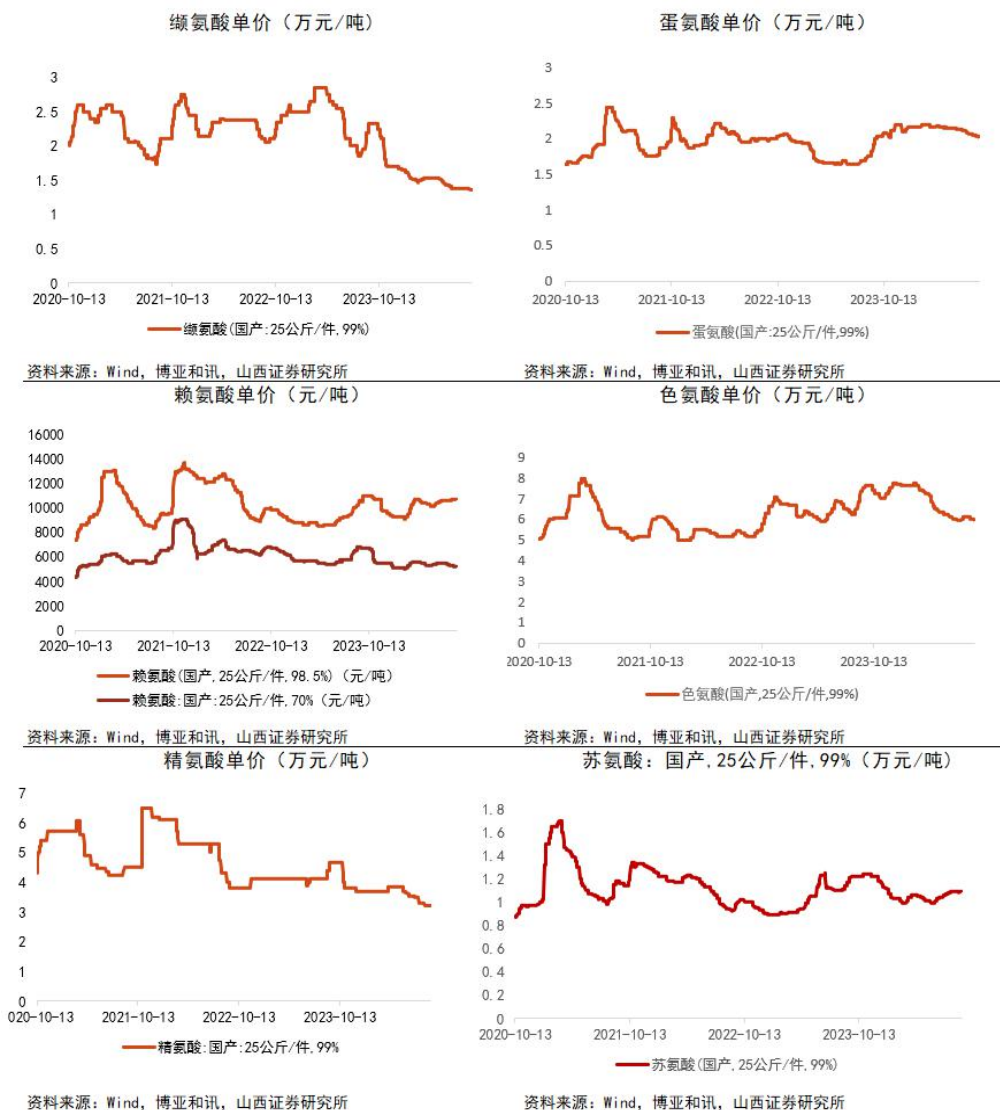 缬氨酸单价（万元/吨）
3
2.5
2
1.5
1
0.5
0
2020-10-13 2021-10-13 2022-10-13 2023-10-13
缬氨酸(国产:25公斤/件,99%)
资料来源：Wind，博亚和讯，山西证券研究所
蛋氨酸单价（万元/吨）
3
2.5
2
1.5
1
0.5
0
2020-10-13 2021-10-13 2022-10-13 2023-10-13
蛋氨酸(国产:25公斤/件,99%)
资料来源：Wind，博亚和讯，山西证券研究所
赖氨酸单价（元/吨）
16000
14000
12000
10000
8000
6000
4000
2000
0
2020-10-13 2021-10-13 2022-10-13 2023-10-13
赖氨酸(国产,25公斤/件,98.5%)（元/吨）
赖氨酸:国产:25公斤/件,70%（元/吨）
资料来源：Wind，博亚和讯，山西证券研究所
色氨酸单价（万元/吨）
9
8
7
6
5
4
3
2
1
0
2020-10-13 2021-10-13 2022-10-13 2023-10-13
色氨酸(国产,25公斤/件,99%)
资料来源：Wind，博亚和讯，山西证券研究所
精氨酸单价（万元/吨）
7
6
5
4
3
2
1
0
020-10-13 2021-10-13 2022-10-13 2023-10-13
精氨酸:国产:25公斤/件,99%
资料来源：Wind，博亚和讯，山西证券研究所
苏氨酸：国产,25公斤/件,99%（万元/吨）
1.8
1.6
1.4
1.2
1
0.8
0.6
0.4
0.2
0
2020-10-13 2021-10-13 2022-10-13 2023-10-13
苏氨酸(国产,25公斤/件,99%)
资料来源：Wind，博亚和讯，山西证券研究所